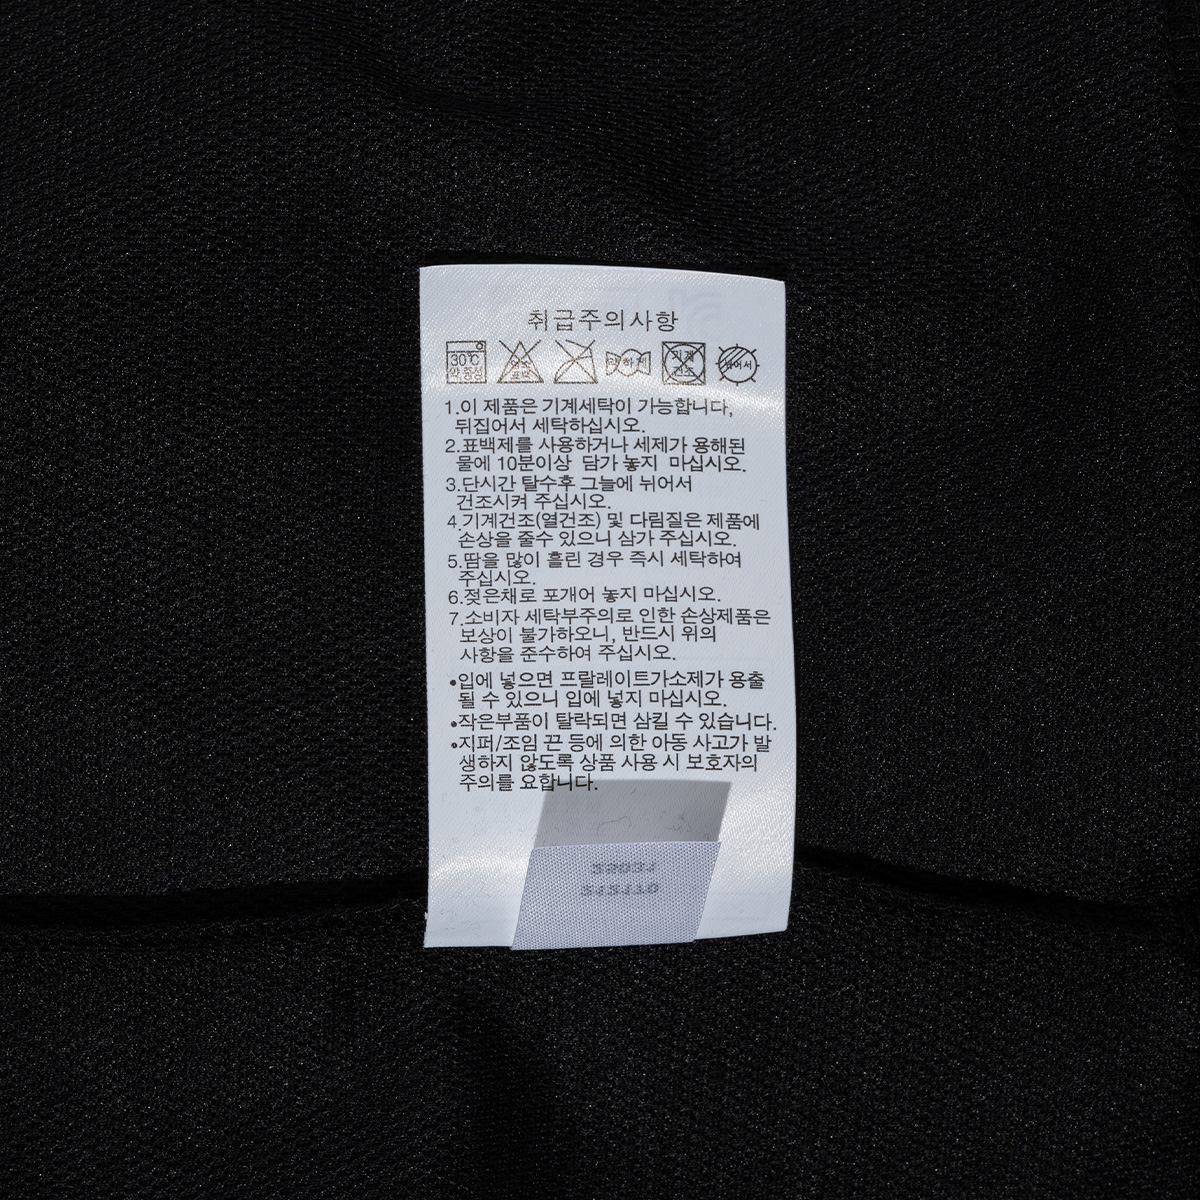 취급주의사항
30℃
약 중성
염소
표백
약하게
기계
건조
뉘어서
1.이 제품은 기계세탁이 가능합니다,
뒤집어서 세탁하십시오.
2.표백제를 사용하거나 세제가 용해된
물에 10분이상 담가 놓지 마십시오.
3.단시간 탈수후 그늘에 뉘어서
건조시켜 주십시오.
4.기계건조(열건조) 및 다림질은 제품에
손상을 줄수 있으니 삼가 주십시오.
5.땀을 많이 흘린 경우 즉시 세탁하여
주십시오.
6.젖은채로 포개어 놓지 마십시오.
7.소비자 세탁부주의로 인한 손상제품은
보상이 불가하오니, 반드시 위의
사항을 준수하여 주십시오.
•입에 넣으면 프탈레이트가소제가 용출
될 수 있으니 입에 넣지 마십시오.
•작은부품이 탈락되면 삼킬 수 있습니다.
•지퍼/조임 끈 등에 의한 아동 사고가 발
생하지 않도록 상품 사용 시 보호자의
주의를 요합니다.